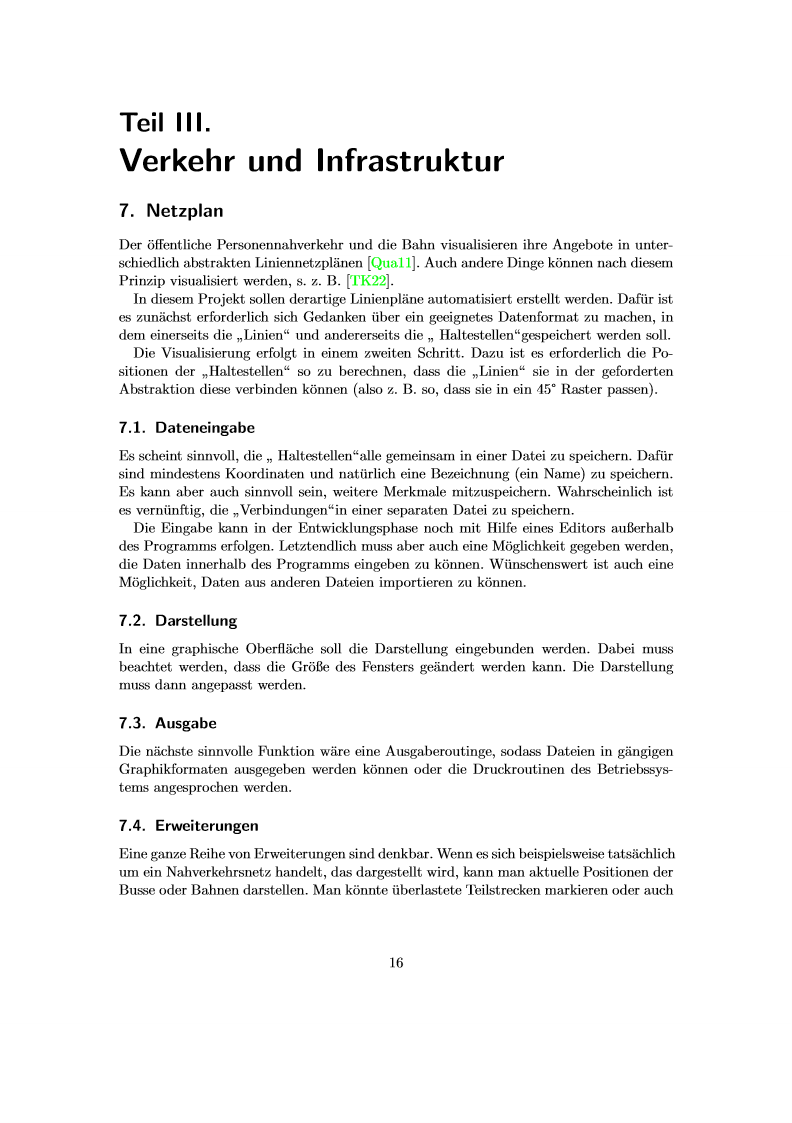 Teil III.
Verkehr und Infrastruktur
7. Netzplan
Der öffentliche Personennahverkehr und die Bahn visualisieren ihre Angebote in unter-
schiedlich abstrakten Liniennetzplänen [Qua11]. Auch andere Dinge können nach diesem
Prinzip visualisiert werden, s. z. B. [TK22].
In diesem Projekt sollen derartige Linienpläne automatisiert erstellt werden. Dafür ist
es zunächst erforderlich sich Gedanken über ein geeignetes Datenformat zu machen, in
dem einerseits die „Linien“ und andererseits die „ Haltestellen“gespeichert werden soll.
Die Visualisierung erfolgt in einem zweiten Schritt. Dazu ist es erforderlich die Po-
sitionen der „Haltestellen“ so zu berechnen, dass die „Linien“ sie in der geforderten
Abstraktion diese verbinden können (also z. B. so, dass sie in ein 45° Raster passen).
7.1. Dateneingabe
Es scheint sinnvoll, die „ Haltestellen“alle gemeinsam in einer Datei zu speichern. Dafür
sind mindestens Koordinaten und natürlich eine Bezeichnung (ein Name) zu speichern.
Es kann aber auch sinnvoll sein, weitere Merkmale mitzuspeichern. Wahrscheinlich ist
es vernünftig, die „Verbindungen“in einer separaten Datei zu speichern.
Die Eingabe kann in der Entwicklungsphase noch mit Hilfe eines Editors außerhalb
des Programms erfolgen. Letztendlich muss aber auch eine Möglichkeit gegeben werden,
die Daten innerhalb des Programms eingeben zu können. Wünschenswert ist auch eine
Möglichkeit, Daten aus anderen Dateien importieren zu können.
7.2. Darstellung
In eine graphische Oberfläche soll die Darstellung eingebunden werden. Dabei muss
beachtet werden, dass die Größe des Fensters geändert werden kann. Die Darstellung
muss dann angepasst werden.
7.3. Ausgabe
Die nächste sinnvolle Funktion wäre eine Ausgaberoutinge, sodass Dateien in gängigen
Graphikformaten ausgegeben werden können oder die Druckroutinen des Betriebssys-
tems angesprochen werden.
7.4. Erweiterungen
Eine ganze Reihe von Erweiterungen sind denkbar. Wenn es sich beispielsweise tatsächlich
um ein Nahverkehrsnetz handelt, das dargestellt wird, kann man aktuelle Positionen der
Busse oder Bahnen darstellen. Man könnte überlastete Teilstrecken markieren oder auch
16